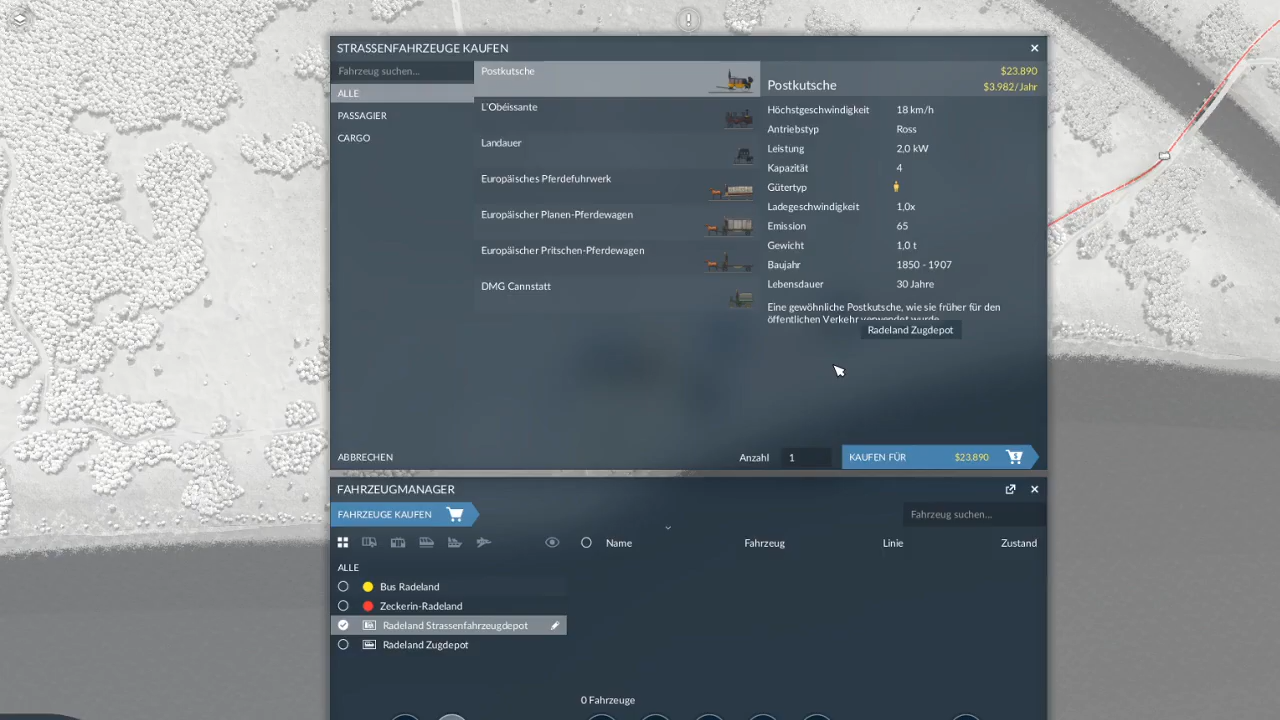 STRASSENFAHRZEUGE KAUFEN
Fahrzeug suchen...
ALLE
PASSAGIER
CARGO
Postkutsche
L'Obéissante
Landauer
Europäisches Pferdefuhrwerk
Europäischer Planen-Pferdewagen
Europäischer Pritschen-Pferdewagen
DMG Cannstatt
$23.890
Postkutsche
$3.982/Jahr
Höchstgeschwindigkeit 18 km/h
Antriebstyp Ross
Leistung 2,0 kW
Kapazität 4
Gütertyp
Ladegeschwindigkeit 1,0x
Emission 65
Gewicht 1,0 t
Baujahr 1850 - 1907
Lebensdauer 30 Jahre
Eine gewöhnliche Postkutsche, wie sie früher für den
öffentlichen Verkehr verwendet wurde.
Radeland Zugdepot
ABBRECHEN
Anzahl 1
KAUFEN FÜR $23,890
FAHRZEUGMANAGER
FAHRZEUGE KAUFEN
Fahrzeug suchen...
Name Fahrzeug Linie Zustand
ALLE
Bus Radeland
Zeckerin-Radeland
Radeland Strassenfahrzeugdepot
Radeland Zugdepot
0 Fahrzeuge